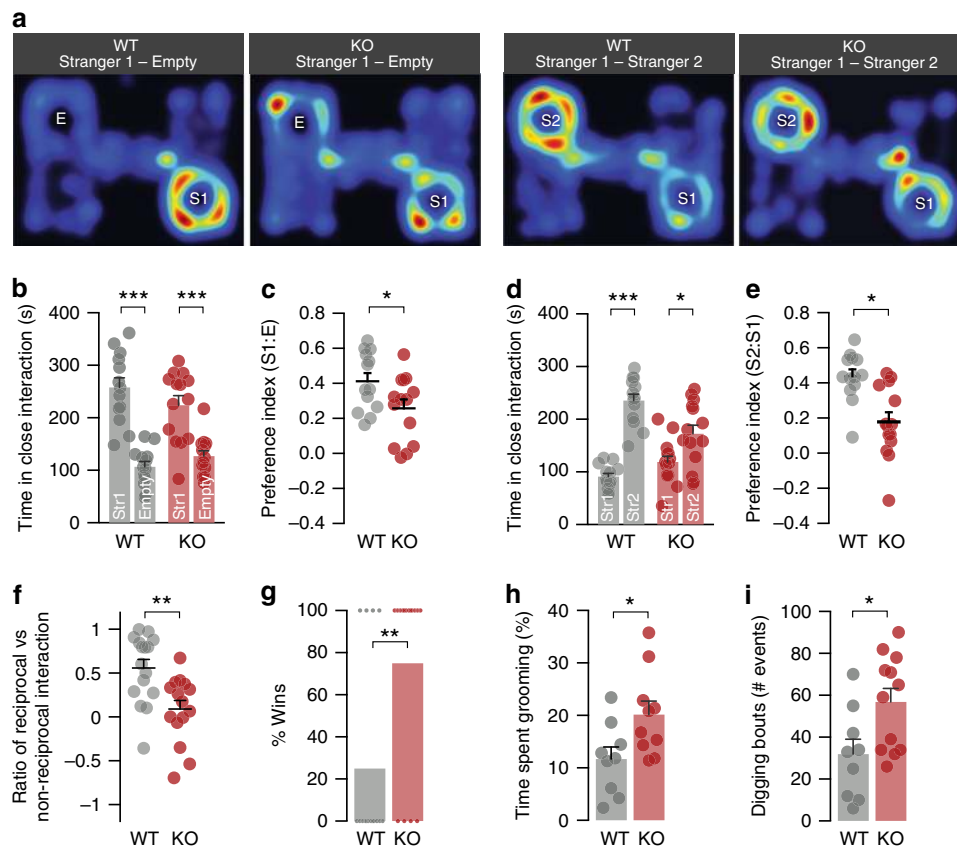 a
WT
Stranger 1 – Empty
KO
Stranger 1 – Empty
WT
Stranger 1 – Stranger 2
KO
Stranger 1 – Stranger 2
E
S1
E
S1
S2
S1
S2
S1
b
Time in close interaction (s)
400
300
200
100
0
***
***
Str1
Empty
Str1
Empty
WT
KO
c
Preference index (S1:E)
0.8
0.6
0.4
0.2
0.0
–0.4
*
WT
KO
d
Time in close interaction (s)
400
300
200
100
0
***
*
Str1
Str2
Str1
Str2
WT
KO
e
Preference index (S2:S1)
0.8
0.6
0.4
0.2
0.0
–0.2
–0.4
*
WT
KO
f
Ratio of reciprocal vs
non-reciprocal interaction
1
0.5
0
–0.5
–1
**
WT
KO
g
% Wins
100
80
60
40
20
0
**
WT
KO
h
Time spent grooming (%)
40
30
20
10
0
*
WT
KO
i
Digging bouts (# events)
100
80
60
40
20
0
*
WT
KO